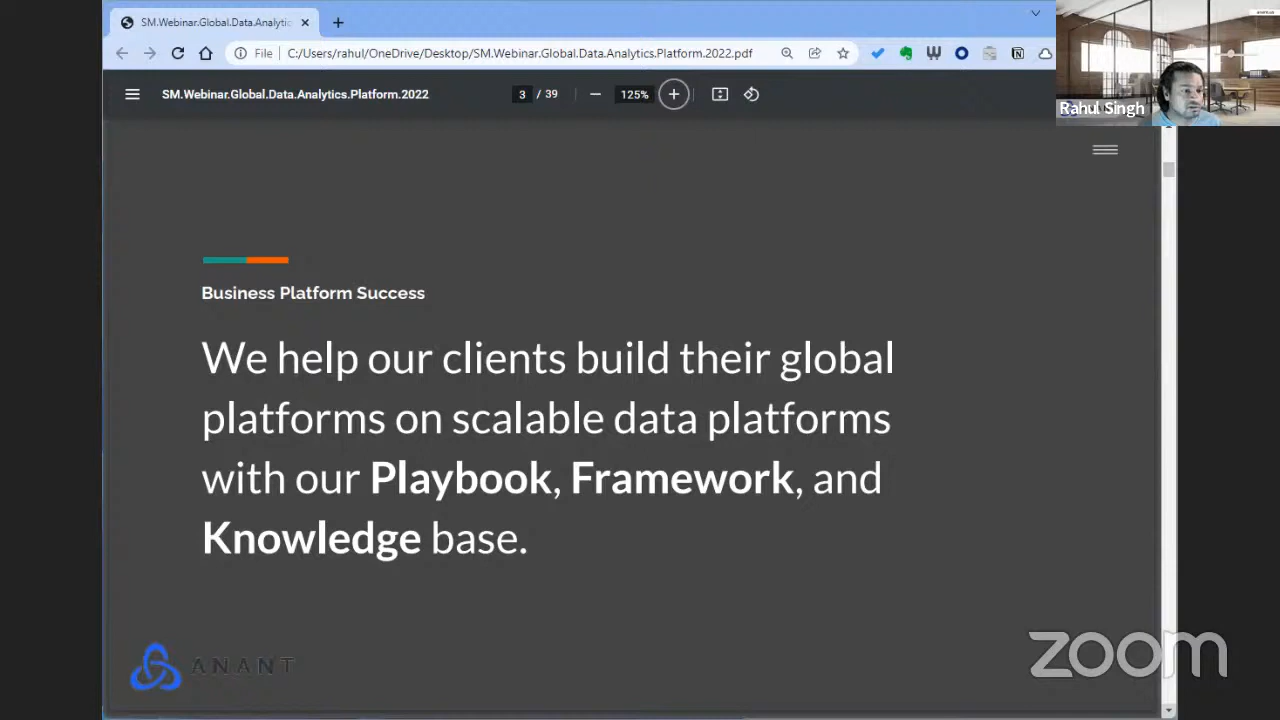 SM.Webinar.Global.Data.Analytic
File
C:/Users/rahul/OneDrive/Desktop/SM.Webinar.Global.Data.Analytics.Platform.2022.pdf
Rahul Singh
SM.Webinar.Global.Data.Analytics.Platform.2022
3 / 39
125%
Business Platform Success
We help our clients build their global
platforms on scalable data platforms
with our Playbook, Framework, and
Knowledge base.
ANANT
zoom